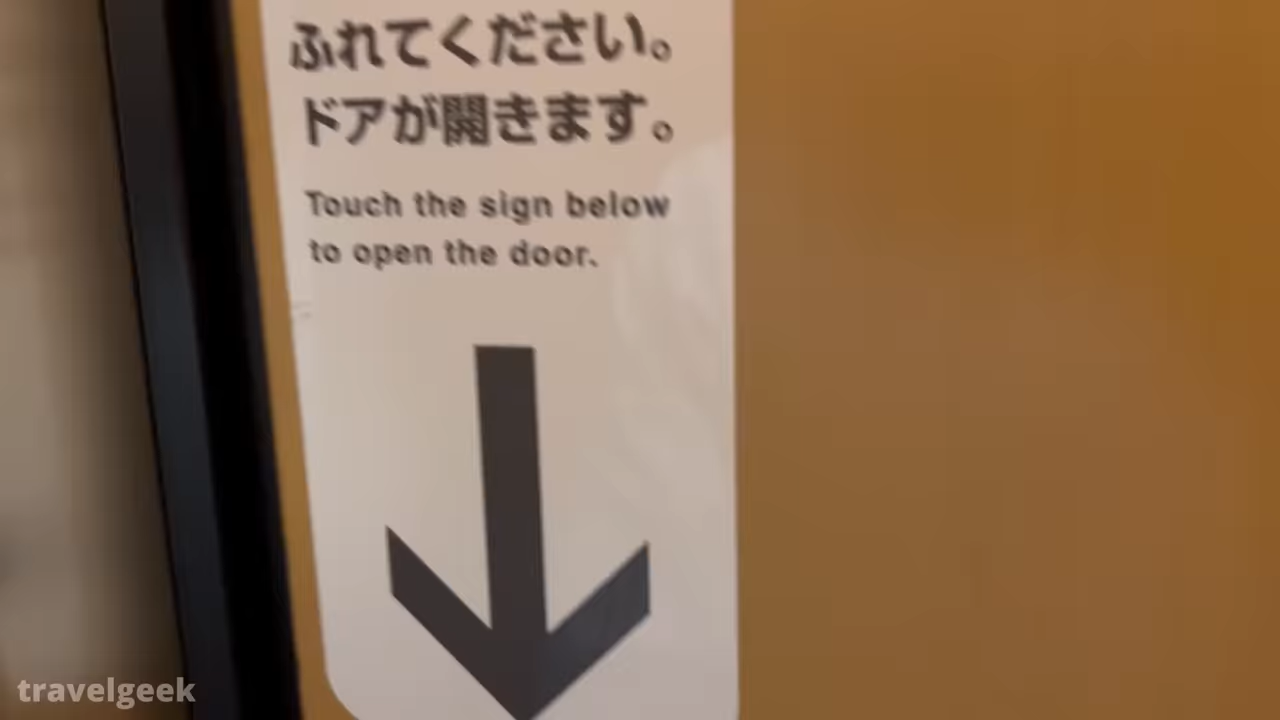 ふれてください。
ドアが開きます。
Touch the sign below
to open the door.
travelgeek